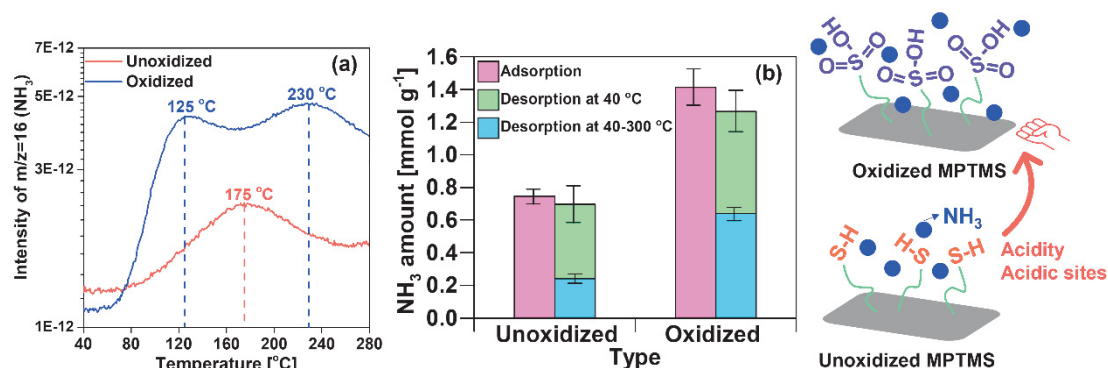 7E-12
5E-12
3E-12
1E-12
Intensity of m/z=16 (NH₃)
Unoxidized
Oxidized
(a)
125 °C
230 °C
175 °C
40 80 120 160 200 240 280
Temperature [°C]
(b)
Adsorption
Desorption at 40 °C
Desorption at 40-300 °C
1.6
1.4
1.2
1.0
0.8
0.6
0.4
0.2
0.0
NH₃ amount [mmol g⁻¹]
Unoxidized Oxidized
Type
HO O
S
O
OH
O S O
OH
S O
O
Oxidized MPTMS
NH₃
S-H
H-S
S-H
Acidity
Acidic sites
Unoxidized MPTMS